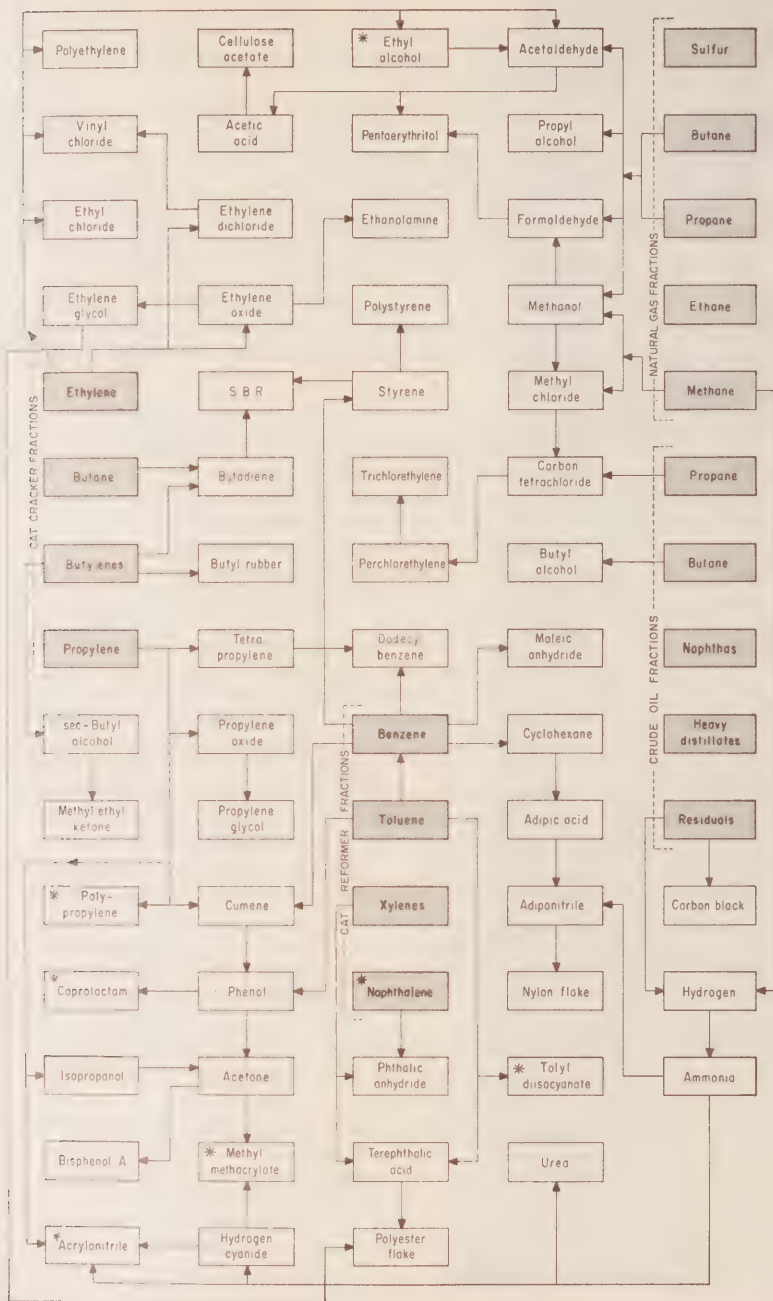 Polyethylene
Cellulose
acetate
* Ethyl
alcohol
Acetaldehyde
Sulfur
Vinyl
chloride
Acetic
acid
Pentaerythritol
Propyl
alcohol
Butane
Ethyl
chloride
Ethylene
dichloride
Ethanolamine
Formaldehyde
Propane
Ethylene
glycol
Ethylene
oxide
Polystyrene
Methanol
Ethane
NATURAL GAS FRACTIONS
Ethylene
S B R
Styrene
Methyl
chloride
Methane
CAT CRACKER FRACTIONS
Butane
Butadiene
Trichlorethylene
Carbon
tetrachloride
Propane
Butylenes
Butyl rubber
Perchlorethylene
Butyl
alcohol
Butane
Propylene
Tetra
propylene
Dodecy
benzene
Maleic
anhydride
Naphthas
CRUDE OIL FRACTIONS
sec-Butyl
alcohol
Propylene
oxide
Benzene
Cyclohexane
Heavy
distillates
Methyl ethyl
ketone
Propylene
glycol
Toluene
Adipic acid
Residuals
CAT REFORMER FRACTIONS
* Poly-
propylene
Cumene
Xylenes
Adiponitrile
Carbon black
* Caprolactam
Phenol
* Naphthalene
Nylon flake
Hydrogen
Isopropanol
Acetone
Phthalic
anhydride
* Tolyl
diisocyanate
Ammonia
Bisphenol A
* Methyl
methacrylate
Terephthalic
acid
Urea
* Acrylonitrile
Hydrogen
cyanide
Polyester
flake